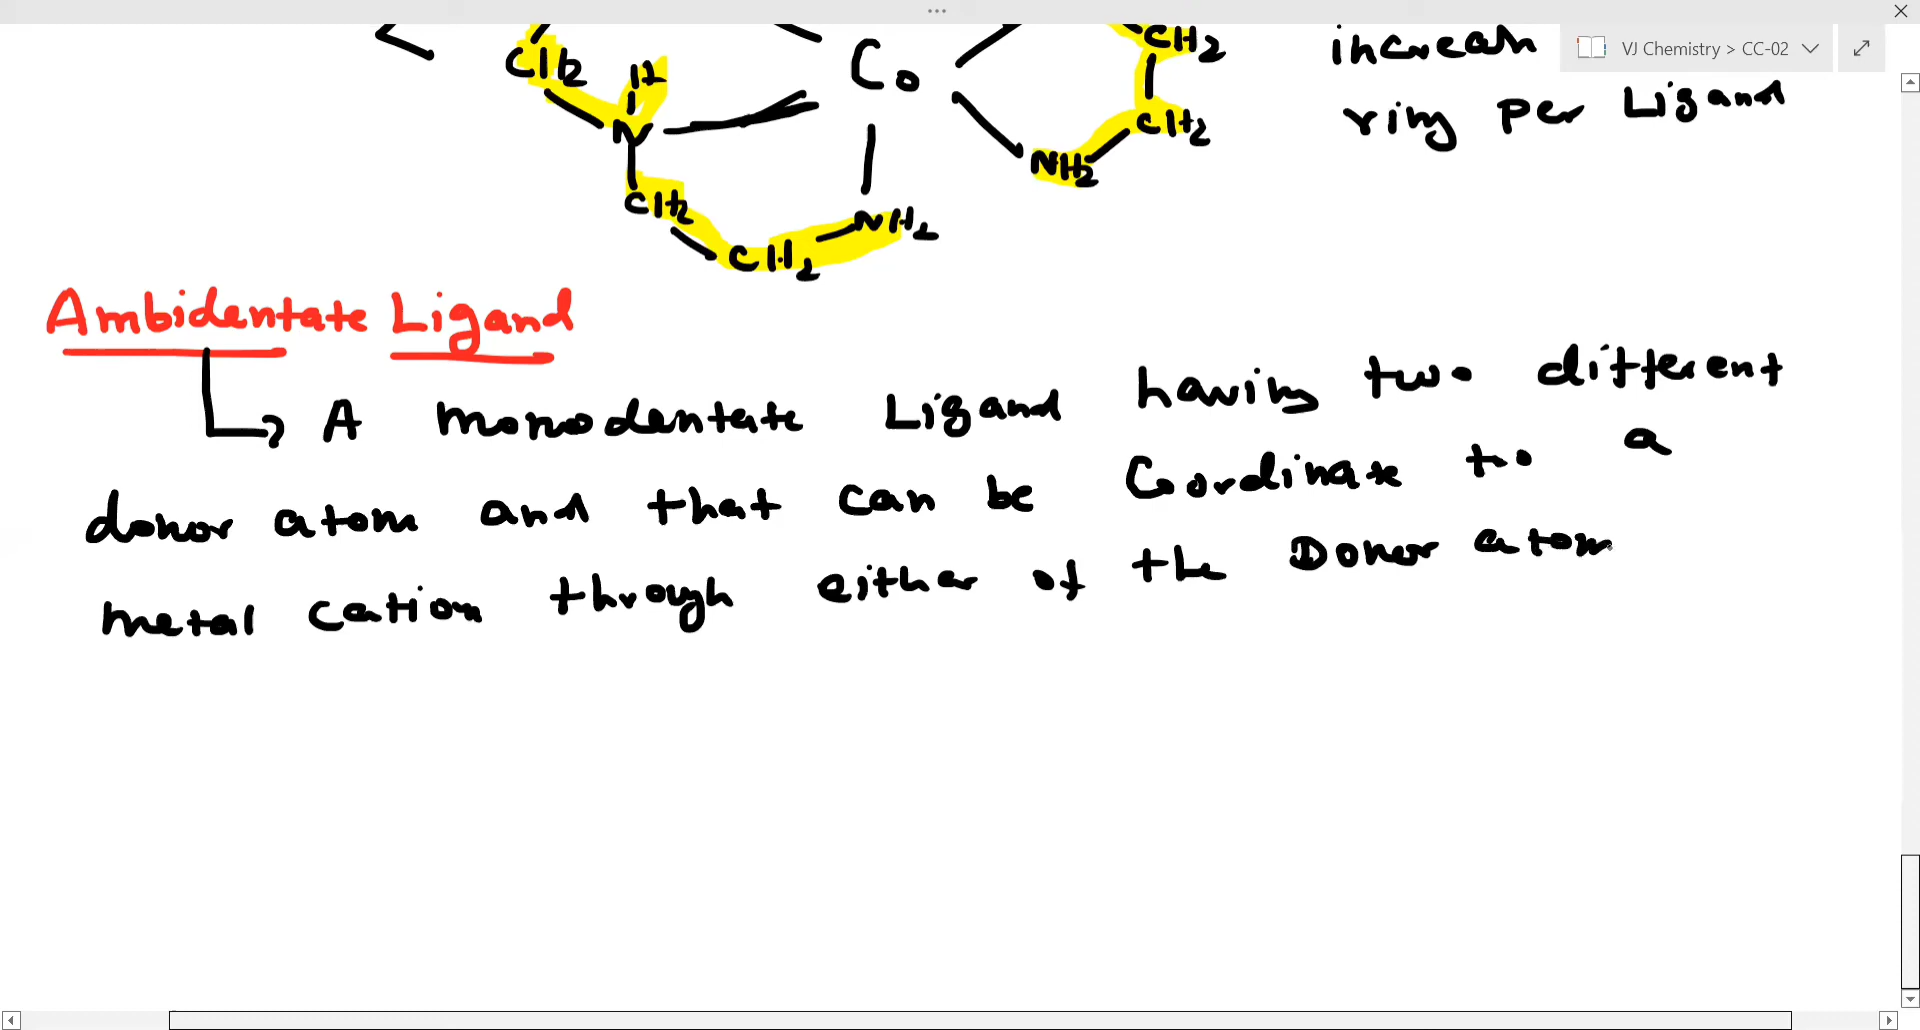 CH2
H
CH2
Co
increase
VJ Chemistry > CC-02
N
CH2
ring per Ligand
CH2
NH2
NH2
CH2
Ambidentate Ligand
A monodentate Ligand having two different
donor atom and that can be Coordinate to a
metal cation through either of the Donor atom